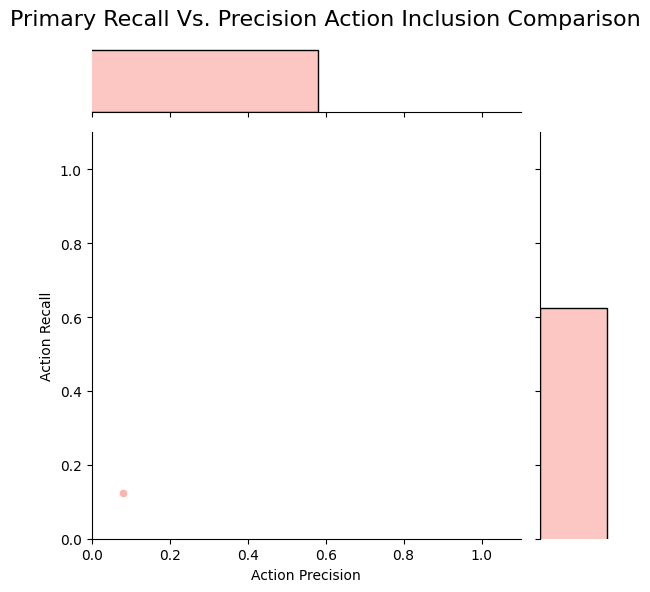 Primary Recall Vs. Precision Action Inclusion Comparison
1.0
0.8
0.6
0.4
0.2
0.0
Action Recall
0.0 0.2 0.4 0.6 0.8 1.0
Action Precision